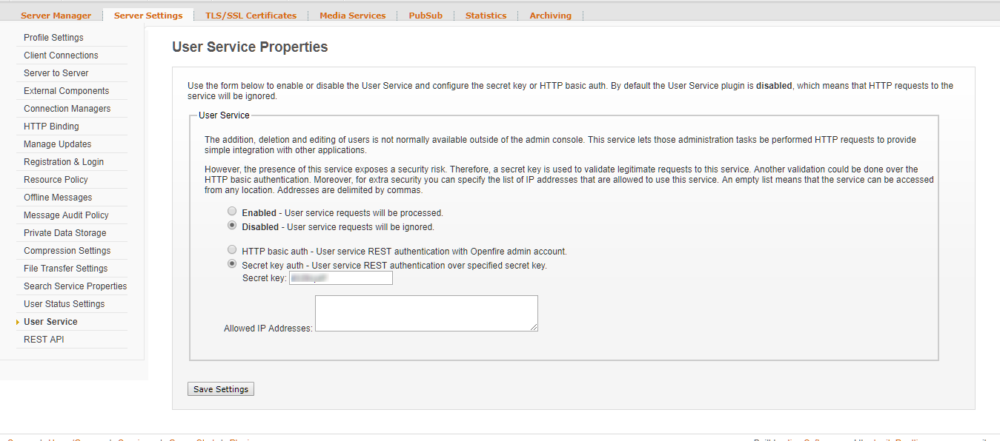 Server Manager Server Settings TLS/SSL Certificates Media Services PubSub Statistics Archiving
Profile Settings
Client Connections
Server to Server
External Components
Connection Managers
HTTP Binding
Manage Updates
Registration & Login
Resource Policy
Offline Messages
Message Audit Policy
Private Data Storage
Compression Settings
File Transfer Settings
Search Service Properties
User Status Settings
User Service
REST API
User Service Properties
Use the form below to enable or disable the User Service and configure the secret key or HTTP basic auth. By default the User Service plugin is disabled, which means that HTTP requests to the
service will be ignored.
User Service
The addition, deletion and editing of users is not normally available outside of the admin console. This service lets those administration tasks be performed HTTP requests to provide
simple integration with other applications.
However, the presence of this service exposes a security risk. Therefore, a secret key is used to validate legitimate requests to this service. Another validation could be done over the
HTTP basic authentication. Moreover, for extra security you can specify the list of IP addresses that are allowed to use this service. An empty list means that the service can be accessed
from any location. Addresses are delimited by commas.
Enabled - User service requests will be processed.
Disabled - User service requests will be ignored.
HTTP basic auth - User service REST authentication with Openfire admin account.
Secret key auth - User service REST authentication over specified secret key.
Secret key:
Allowed IP Addresses:
Save Settings